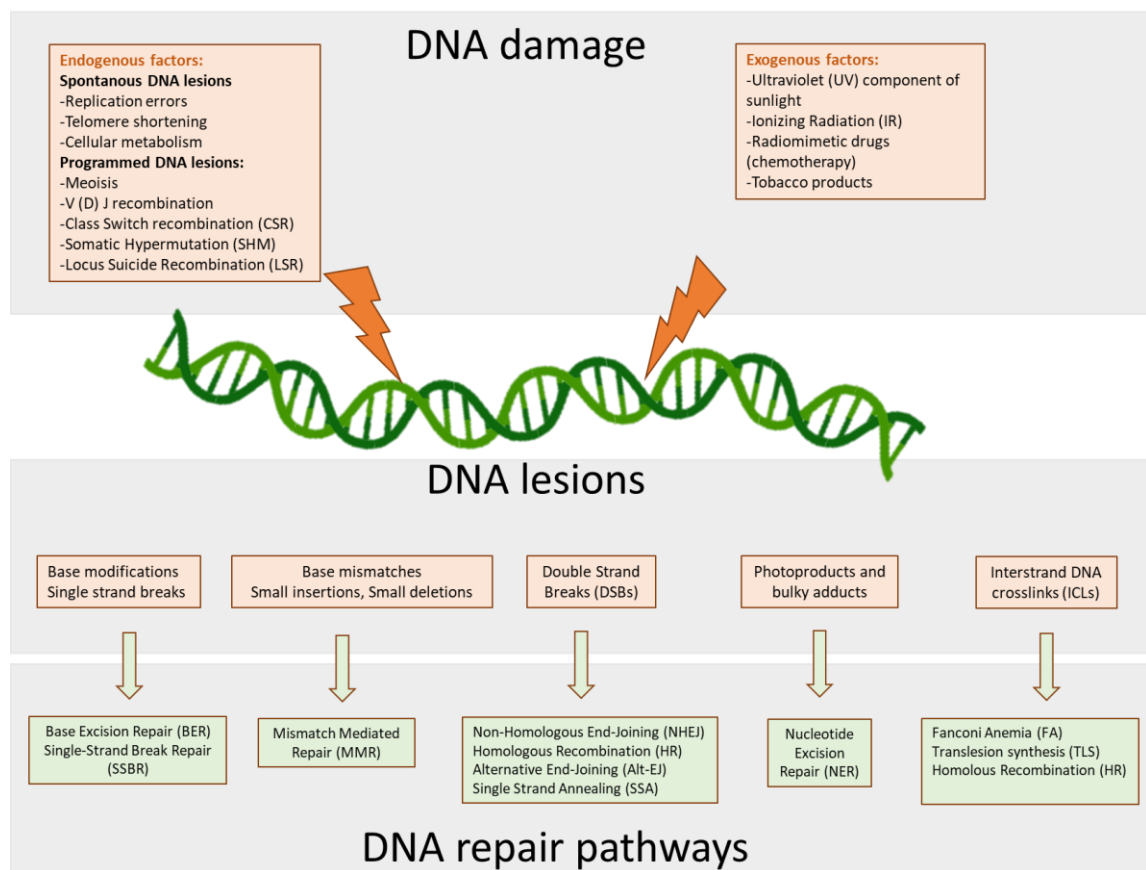 DNA damage
Endogenous factors:
Spontanous DNA lesions
-Replication errors
-Telomere shortening
-Cellular metabolism
Programmed DNA lesions:
-Meoisis
-V (D) J recombination
-Class Switch recombination (CSR)
-Somatic Hypermutation (SHM)
-Locus Suicide Recombination (LSR)
Exogenous factors:
-Ultraviolet (UV) component of
sunlight
-Ionizing Radiation (IR)
-Radiomimetic drugs
(chemotherapy)
-Tobacco products
DNA lesions
Base modifications
Single strand breaks
Base mismatches
Small insertions, Small deletions
Double Strand
Breaks (DSBs)
Photoproducts and
bulky adducts
Interstrand DNA
crosslinks (ICLs)
Base Excision Repair (BER)
Single-Strand Break Repair
(SSBR)
Mismatch Mediated
Repair (MMR)
Non-Homologous End-Joining (NHEJ)
Homologous Recombination (HR)
Alternative End-Joining (Alt-EJ)
Single Strand Annealing (SSA)
Nucleotide
Excision
Repair (NER)
Fanconi Anemia (FA)
Translesion synthesis (TLS)
Homolous Recombination (HR)
DNA repair pathways